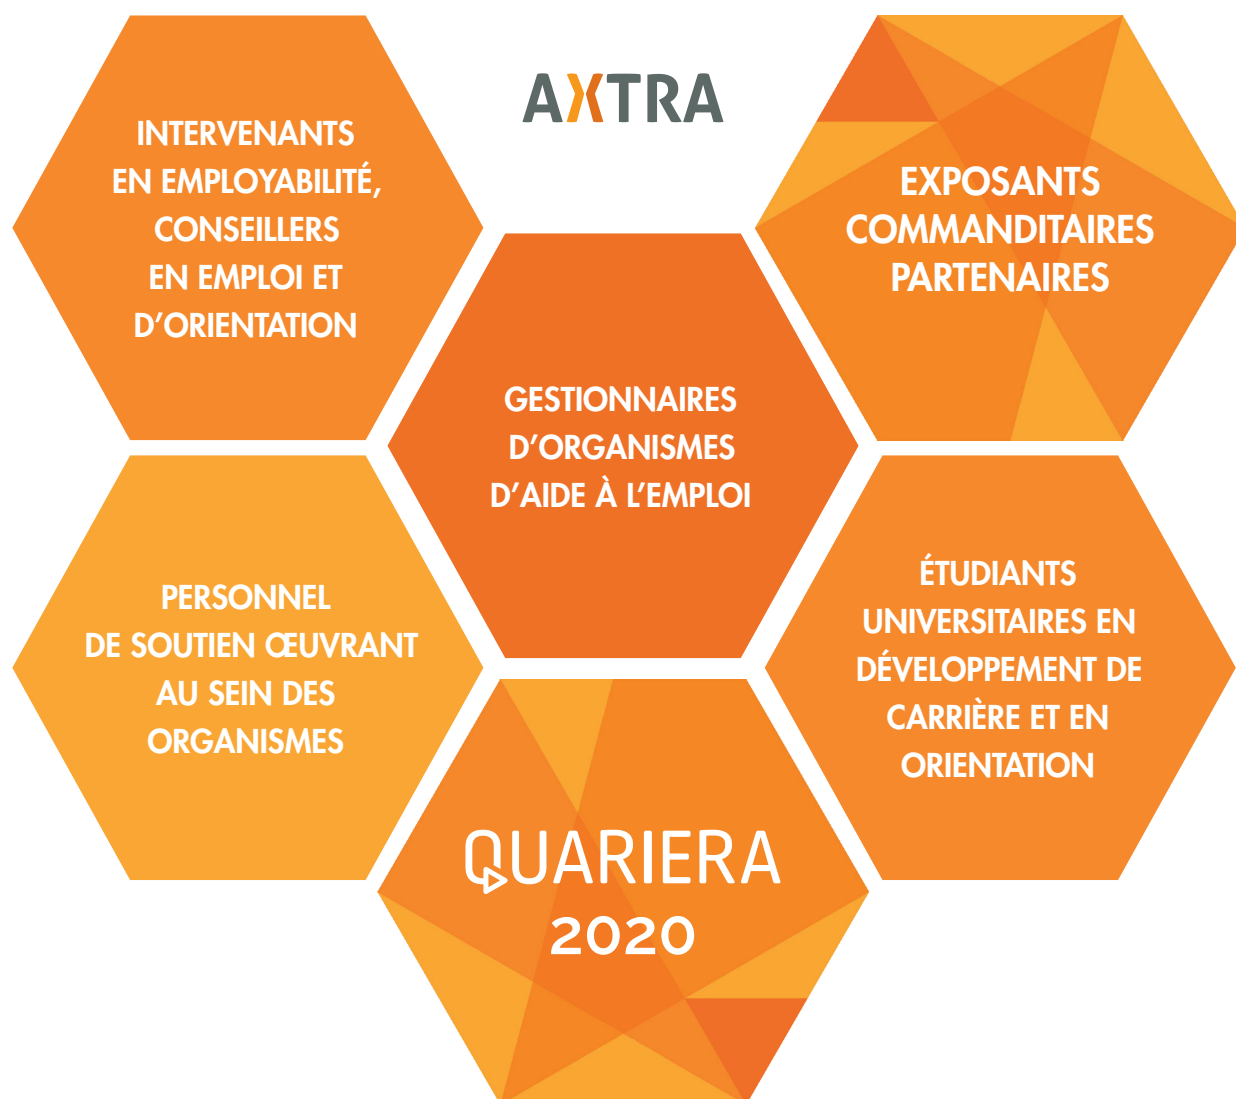 AXTRA
INTERVENANTS
EN EMPLOYABILITÉ,
CONSEILLERS
EN EMPLOI ET
D’ORIENTATION
EXPOSANTS
COMMANDITAIRES
PARTENAIRES
GESTIONNAIRES
D’ORGANISMES
D’AIDE À L’EMPLOI
PERSONNEL
DE SOUTIEN ŒUVRANT
AU SEIN DES
ORGANISMES
ÉTUDIANTS
UNIVERSITAIRES EN
DÉVELOPPEMENT DE
CARRIÈRE ET EN
ORIENTATION
QUARIERA
2020